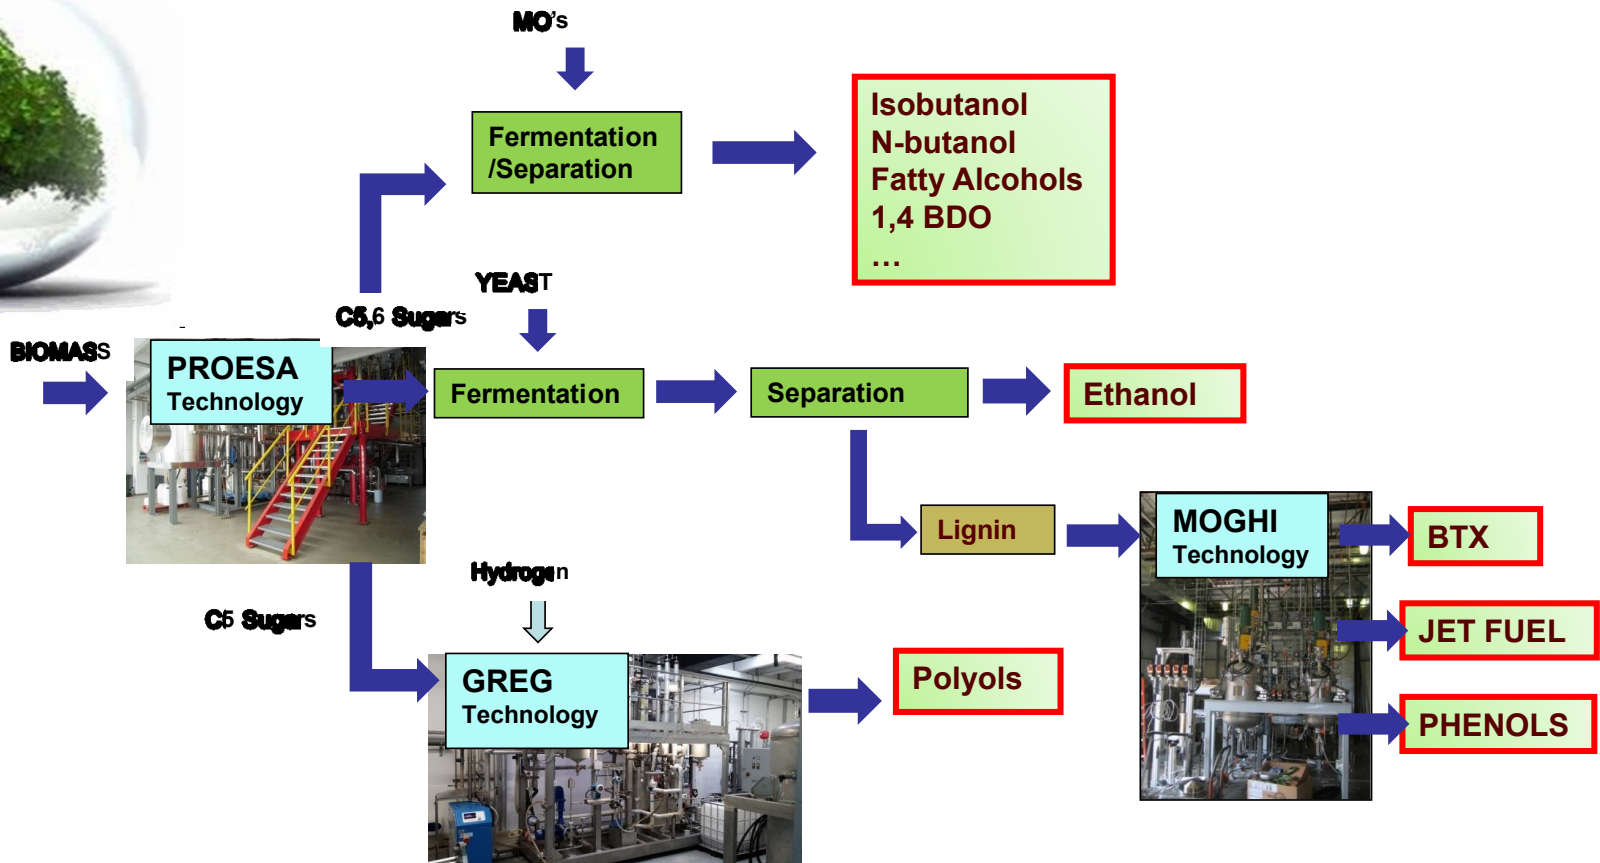 MO's
Fermentation
/Separation
Isobutanol
N-butanol
Fatty Alcohols
1,4 BDO
...
YEAST
C5,6 Sugars
BIOMASS
PROESA
Technology
Fermentation
Separation
Ethanol
Lignin
MOGHI
Technology
BTX
JET FUEL
PHENOLS
Hydrogen
C5 Sugars
GREG
Technology
Polyols